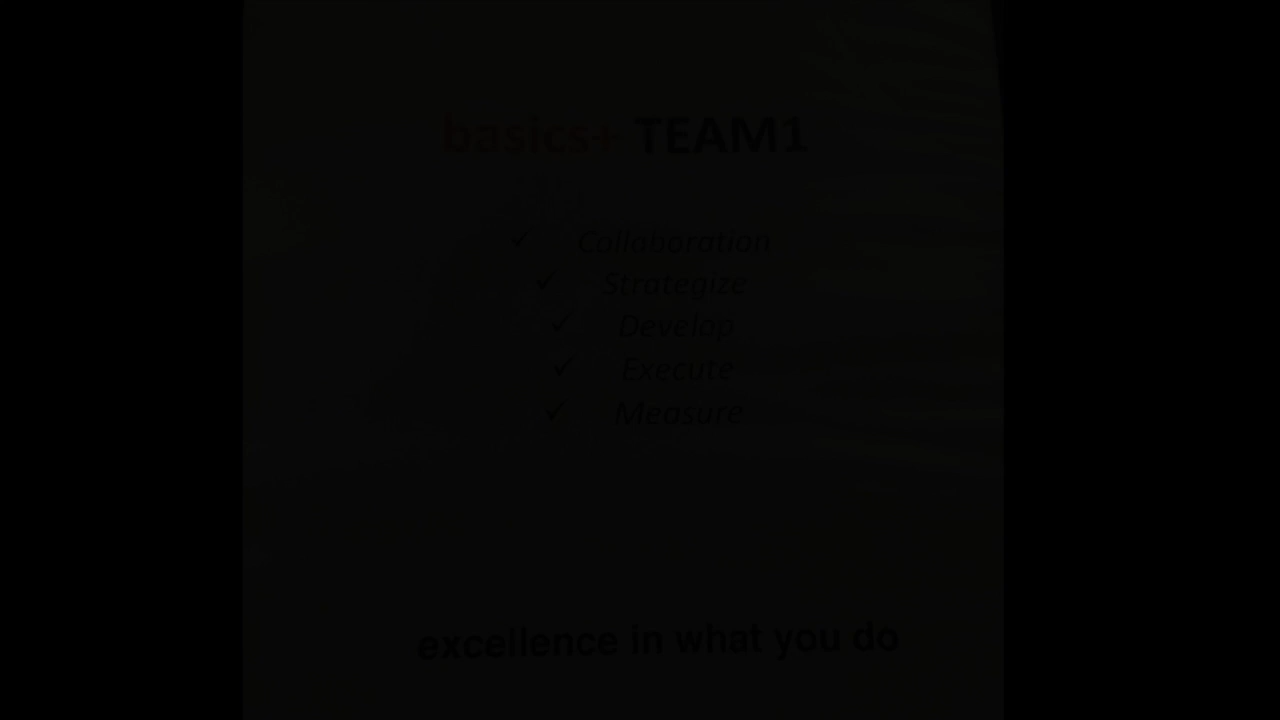 basics+ TEAM1
✓ Collaboration
✓ Strategize
✓ Develop
✓ Execute
✓ Measure
excellence in what you do